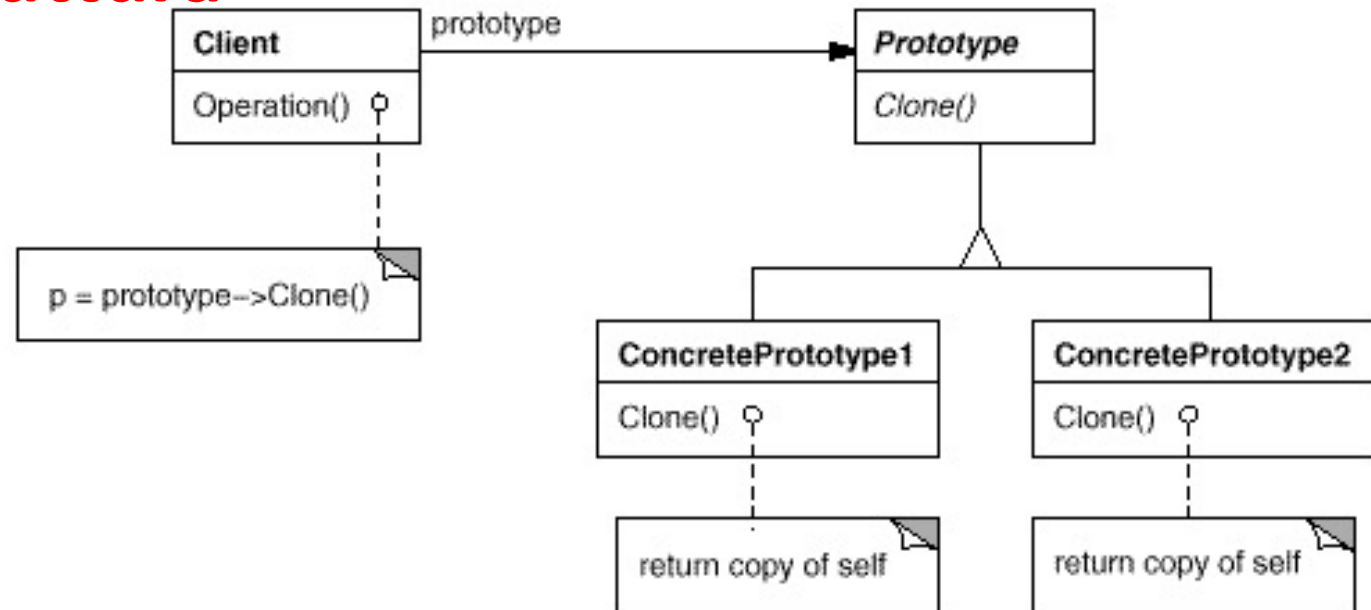 prototype
Client
Prototype
Operation()
Clone()
p = prototype->Clone()
ConcretePrototype1
ConcretePrototype2
Clone()
Clone()
return copy of self
return copy of self